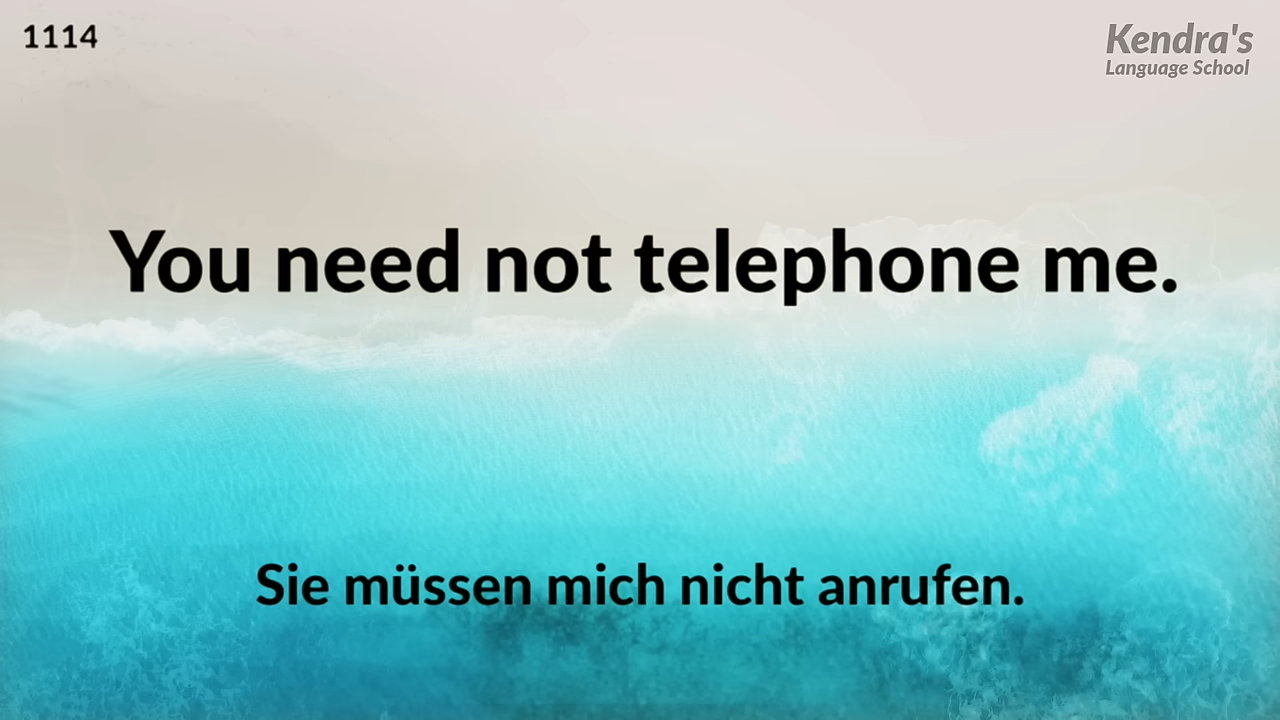 1114
Kendra's
Language School
You need not telephone me.
Sie müssen mich nicht anrufen.